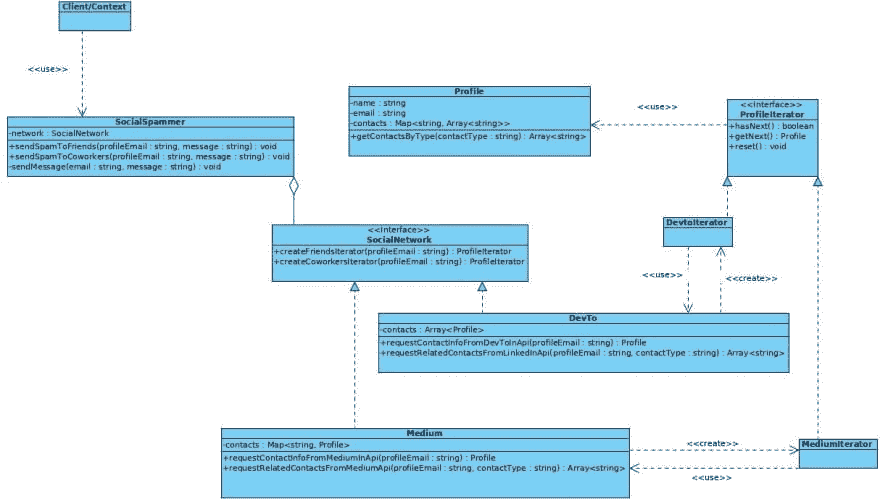 Client/Context
<<use>>
SocialSpammer
-network : SocialNetwork
+sendSpamToFriends(profileEmail : string, message : string) : void
+sendSpamToCoworkers(profileEmail : string, message : string) : void
-sendMessage(email : string, message : string) : void
Profile
-name : string
-email : string
-contacts : Map<string, Array<string>>
+getContactsByType(contactType : string) : Array<string>
<<use>>
<<Interface>>
ProfileIterator
+hasNext() : boolean
+getNext() : Profile
+reset() : void
<<Interface>>
SocialNetwork
+createFriendsIterator(profileEmail : string) : ProfileIterator
+createCoworkersIterator(profileEmail : string) : ProfileIterator
DevtoIterator
<<use>>
<<create>>
DevTo
-contacts : Array<Profile>
+requestContactInfoFromDevToInApi(profileEmail : string) : Profile
+requestRelatedContactsFromLinkedInApi(profileEmail : string, contactType : string) : Array<string>
Medium
-contacts : Map<string, Profile>
+requestContactInfoFromMediumInApi(profileEmail : string) : Profile
+requestRelatedContactsFromMediumApi(profileEmail : string, contactType : string) : Array<string>
<<create>>
MediumIterator
<<use>>